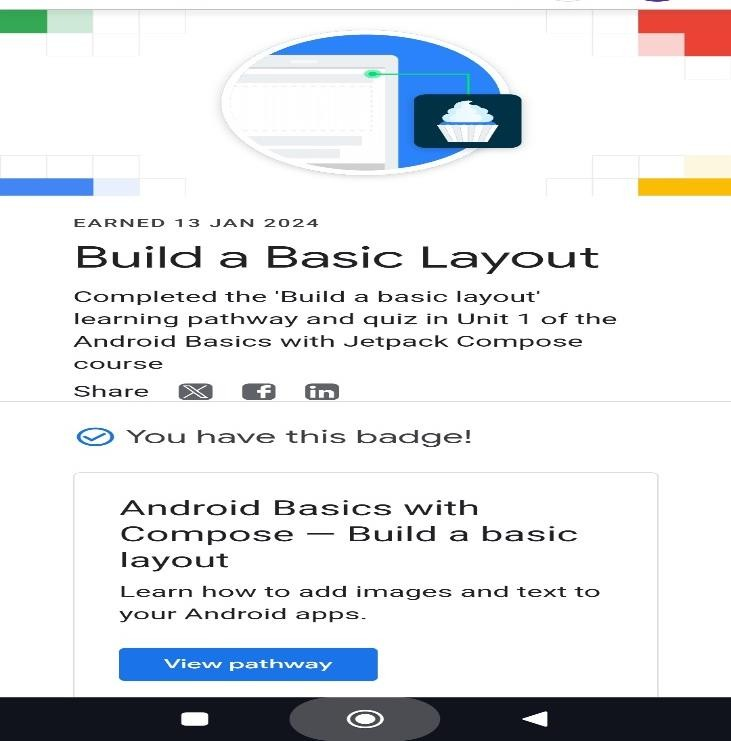 EARNED 13 JAN 2024
Build a Basic Layout
Completed the 'Build a basic layout'
learning pathway and quiz in Unit 1 of the
Android Basics with Jetpack Compose
course
Share
You have this badge!
Android Basics with
Compose — Build a basic
layout
Learn how to add images and text to
your Android apps.
View pathway